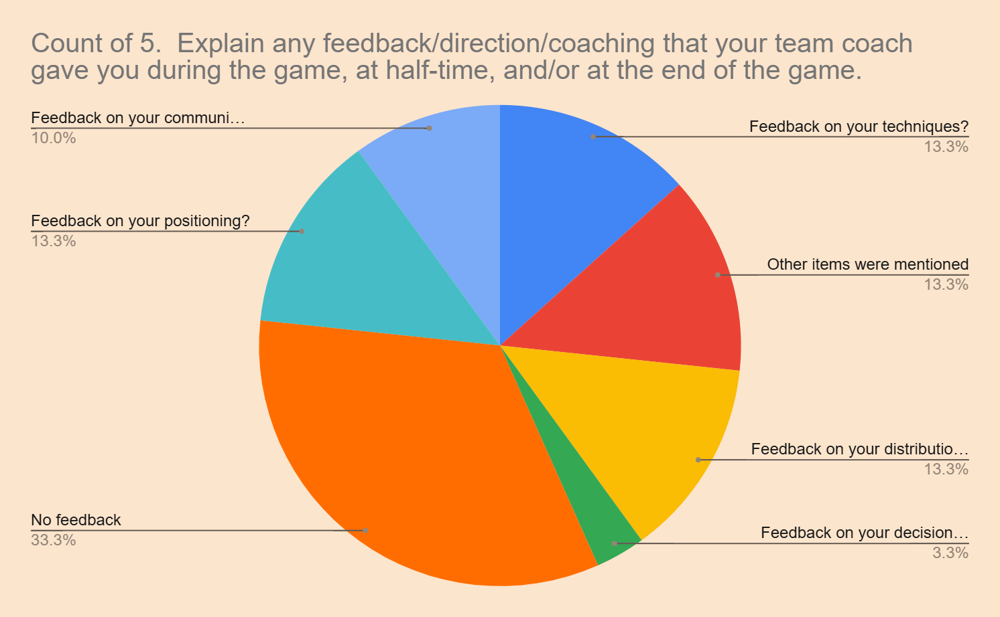 Count of 5.  Explain any feedback/direction/coaching that your team coach
gave you during the game, at half-time, and/or at the end of the game.
Feedback on your communi…
10.0%
Feedback on your techniques?
13.3%
Feedback on your positioning?
13.3%
Other items were mentioned
13.3%
Feedback on your distributio…
13.3%
No feedback
33.3%
Feedback on your decision…
3.3%